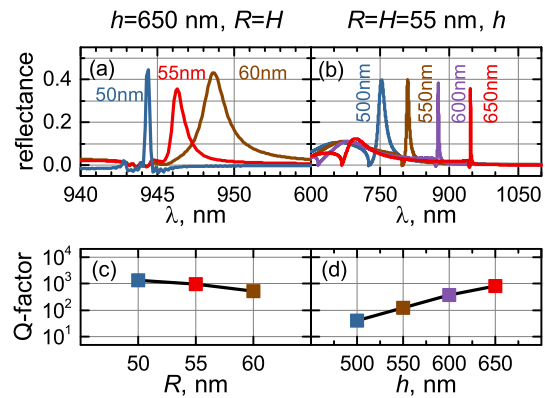 h=650 nm, R=H
R=H=55 nm, h
reflectance
0.4
0.2
0.0
(a)
50nm
55nm
60nm
940
945
950
λ, nm
(b)
500nm
550nm
600nm
650nm
600
750
900
1050
λ, nm
Q-factor
10⁴
10³
10²
10¹
(c)
50
55
60
R, nm
(d)
500
550
600
650
h, nm